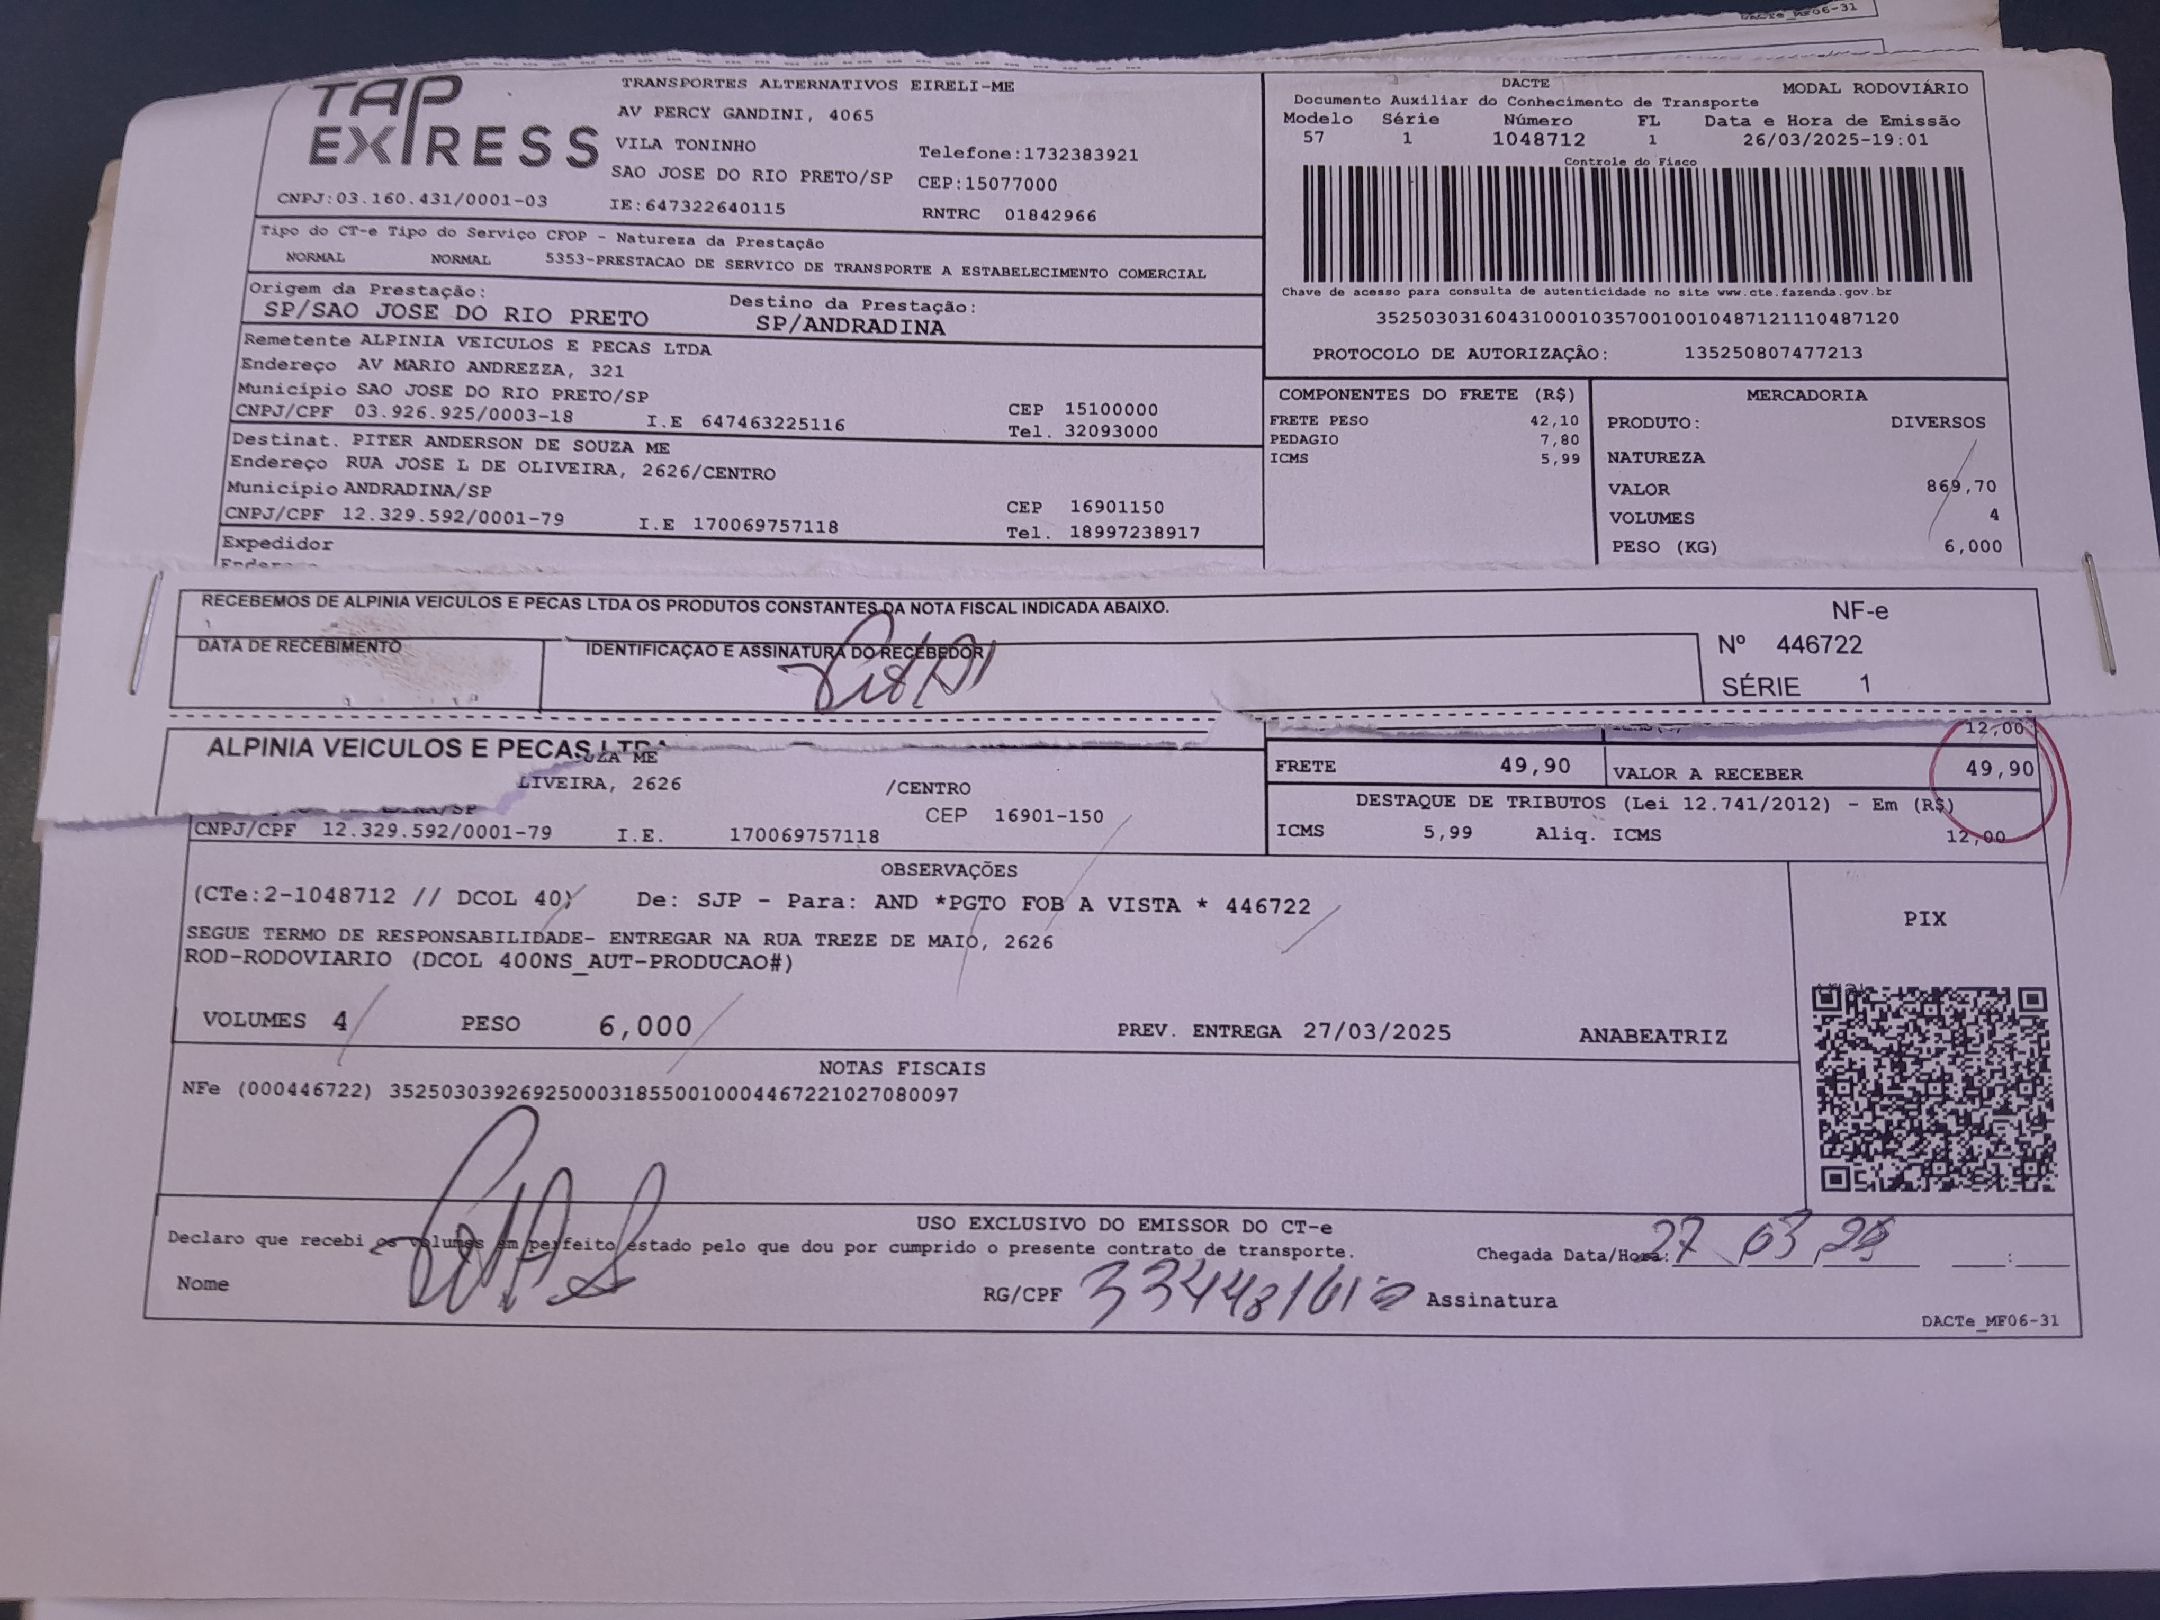 DACTe_MF06-31
TAP EXPRESS
TRANSPORTES ALTERNATIVOS EIRELI-ME
AV PERCY GANDINI, 4065
VILA TONINHO
Telefone:1732383921
SAO JOSE DO RIO PRETO/SP CEP:15077000
CNPJ:03.160.431/0001-03 IE:647322640115 RNTRC 01842966
DACTE MODAL RODOVIÁRIO
Documento Auxiliar do Conhecimento de Transporte
Modelo Série Número FL Data e Hora de Emissão
57 1 1048712 1 26/03/2025-19:01
Controle do Fisco
Chave de acesso para consulta de autenticidade no site www.cte.fazenda.gov.br
35250303160431000103570010010487121110487120
PROTOCOLO DE AUTORIZAÇÃO: 135250807477213
Tipo do CT-e Tipo do Serviço CFOP - Natureza da Prestação
NORMAL NORMAL 5353-PRESTACAO DE SERVICO DE TRANSPORTE A ESTABELECIMENTO COMERCIAL
Origem da Prestação: Destino da Prestação:
SP/SAO JOSE DO RIO PRETO SP/ANDRADINA
Remetente ALPINIA VEICULOS E PECAS LTDA
Endereço AV MARIO ANDREZZA, 321
Município SAO JOSE DO RIO PRETO/SP CEP 15100000
CNPJ/CPF 03.926.925/0003-18 I.E 647463225116 Tel. 32093000
Destinat. PITER ANDERSON DE SOUZA ME
Endereço RUA JOSE L DE OLIVEIRA, 2626/CENTRO
Município ANDRADINA/SP CEP 16901150
CNPJ/CPF 12.329.592/0001-79 I.E 170069757118 Tel. 18997238917
Expedidor
COMPONENTES DO FRETE (R$)
FRETE PESO 42,10
PEDAGIO 7,80
ICMS 5,99
MERCADORIA
PRODUTO: DIVERSOS
NATUREZA
VALOR 869,70
VOLUMES 4
PESO (KG) 6,000
RECEBEMOS DE ALPINIA VEICULOS E PECAS LTDA OS PRODUTOS CONSTANTES DA NOTA FISCAL INDICADA ABAIXO.
DATA DE RECEBIMENTO IDENTIFICAÇAO E ASSINATURA DO RECEBEDOR
NF-e
Nº 446722
SÉRIE 1
ALPINIA VEICULOS E PECAS LTDA
UZA ME
LIVEIRA, 2626 /CENTRO
CEP 16901-150
CNPJ/CPF 12.329.592/0001-79 I.E. 170069757118
12,00
FRETE 49,90 VALOR A RECEBER 49,90
DESTAQUE DE TRIBUTOS (Lei 12.741/2012) - Em (R$)
ICMS 5,99 Aliq. ICMS 12,00
OBSERVAÇÕES
(CTe:2-1048712 // DCOL 40) De: SJP - Para: AND *PGTO FOB A VISTA * 446722
SEGUE TERMO DE RESPONSABILIDADE- ENTREGAR NA RUA TREZE DE MAIO, 2626
ROD-RODOVIARIO (DCOL 400NS_AUT-PRODUCAO#)
VOLUMES 4 PESO 6,000 PREV. ENTREGA 27/03/2025 ANABEATRIZ
PIX
NOTAS FISCAIS
NFe (000446722) 35250303926925000318550010004467221027080097
USO EXCLUSIVO DO EMISSOR DO CT-e
Declaro que recebi os volumes em perfeito estado pelo que dou por cumprido o presente contrato de transporte. Chegada Data/Hora: 27 03 25 :
Nome RG/CPF Assinatura
DACTe_MF06-31